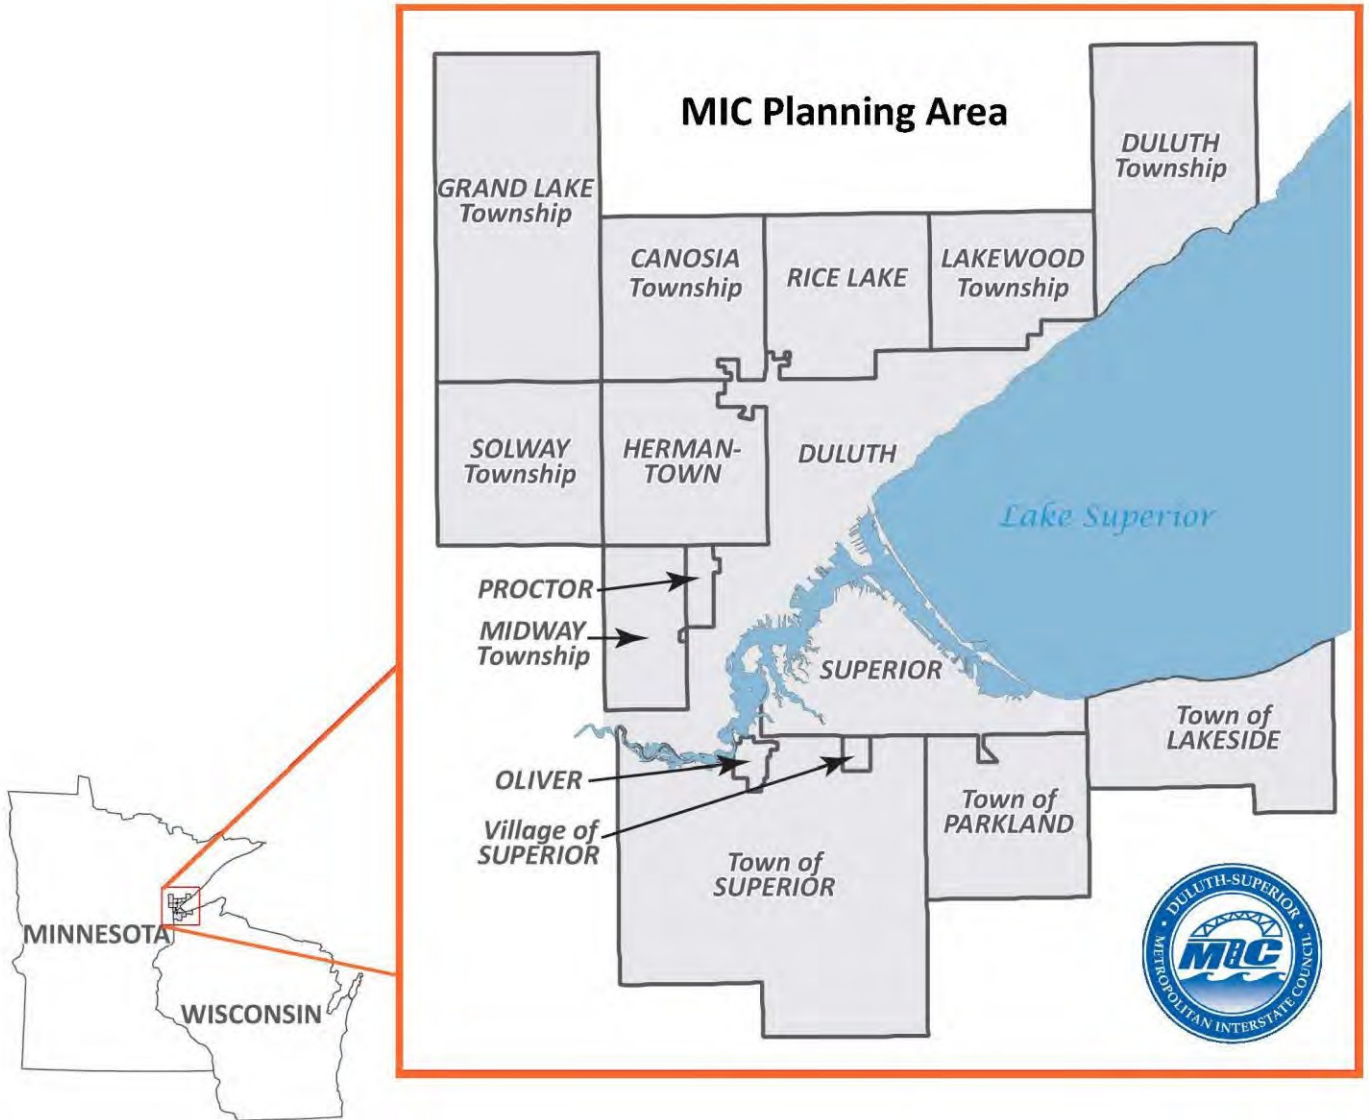 MIC Planning Area
DULUTH
Township
GRAND LAKE
Township
CANOSIA
Township
RICE LAKE
LAKEWOOD
Township
SOLWAY
Township
HERMAN-
TOWN
DULUTH
Lake Superior
PROCTOR
MIDWAY
Township
SUPERIOR
Town of
LAKESIDE
OLIVER
Village of
SUPERIOR
Town of
SUPERIOR
Town of
PARKLAND
MINNESOTA
WISCONSIN
DULUTH-SUPERIOR
MIC
METROPOLITAN INTERSTATE COUNCIL